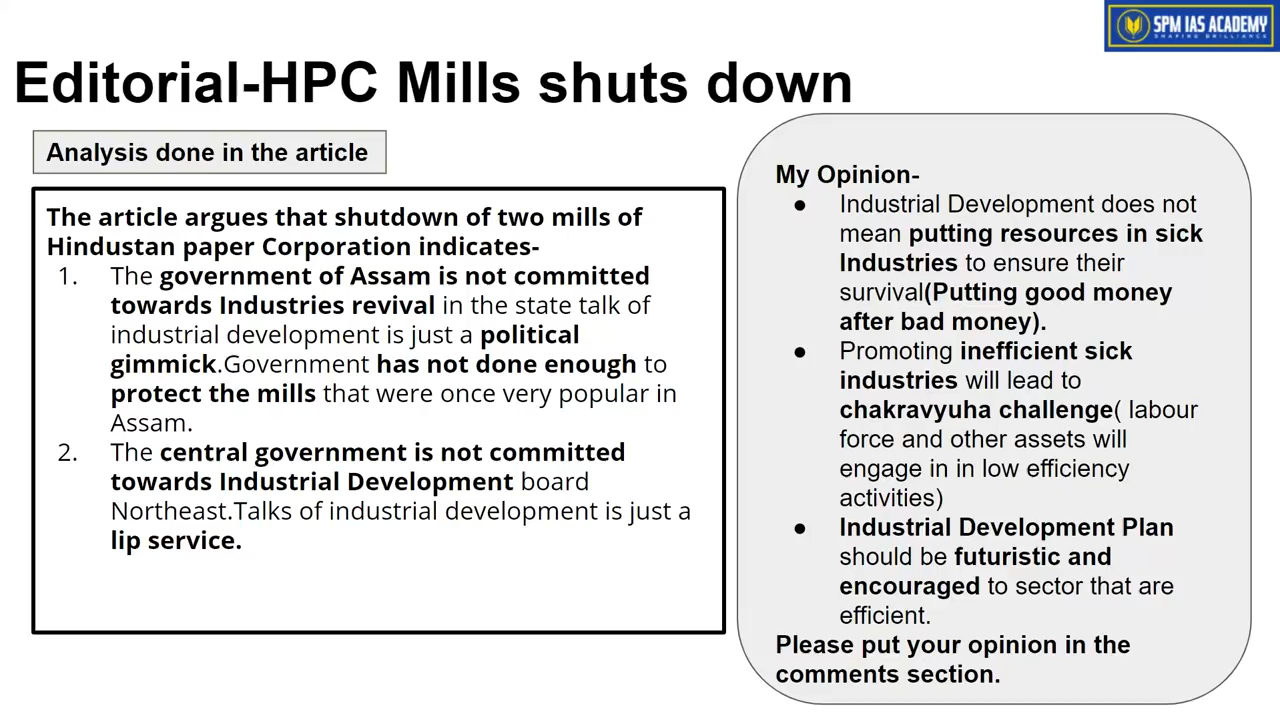 SPM IAS ACADEMY
SHAPING BRILLIANCE
Editorial-HPC Mills shuts down
Analysis done in the article
The article argues that shutdown of two mills of
Hindustan paper Corporation indicates-
1. The government of Assam is not committed
towards Industries revival in the state talk of
industrial development is just a political
gimmick.Government has not done enough to
protect the mills that were once very popular in
Assam.
2. The central government is not committed
towards Industrial Development board
Northeast.Talks of industrial development is just a
lip service.
My Opinion-
● Industrial Development does not
mean putting resources in sick
Industries to ensure their
survival(Putting good money
after bad money).
● Promoting inefficient sick
industries will lead to
chakravyuha challenge( labour
force and other assets will
engage in in low efficiency
activities)
● Industrial Development Plan
should be futuristic and
encouraged to sector that are
efficient.
Please put your opinion in the
comments section.